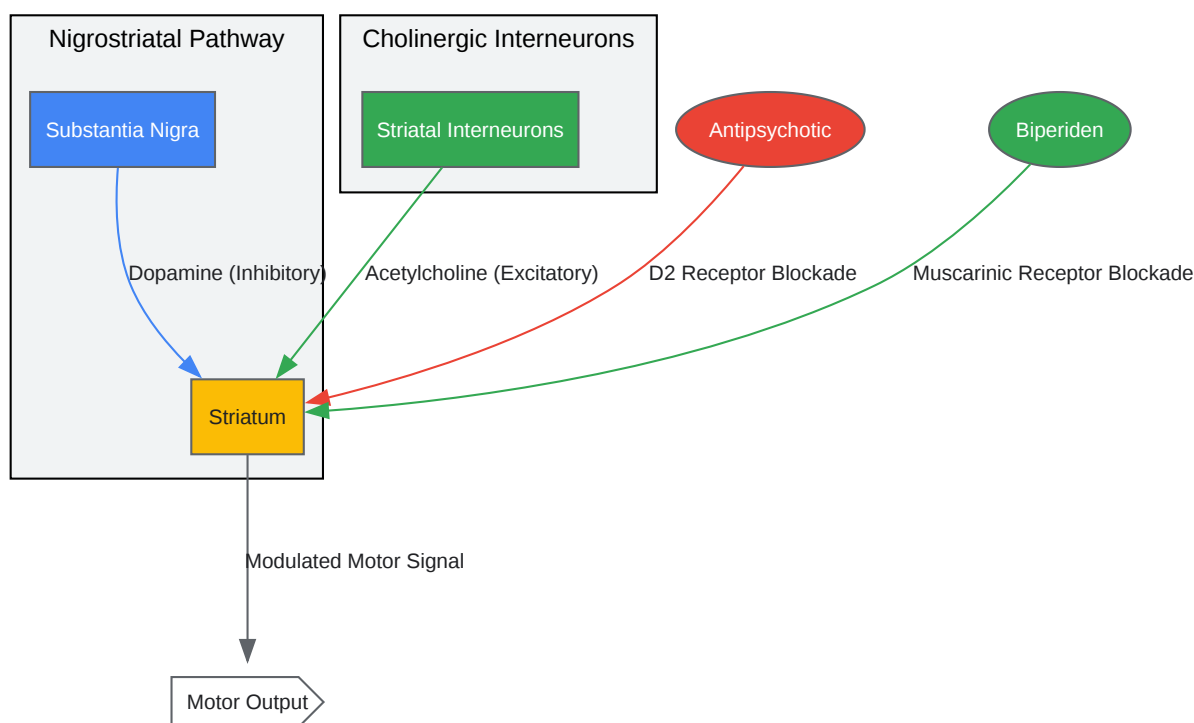 Nigrostriatal Pathway
Cholinergic Interneurons
Substantia Nigra
Striatal Interneurons
Antipsychotic
Biperiden
Dopamine (Inhibitory)
Acetylcholine (Excitatory)
D2 Receptor Blockade
Muscarinic Receptor Blockade
Striatum
Modulated Motor Signal
Motor Output